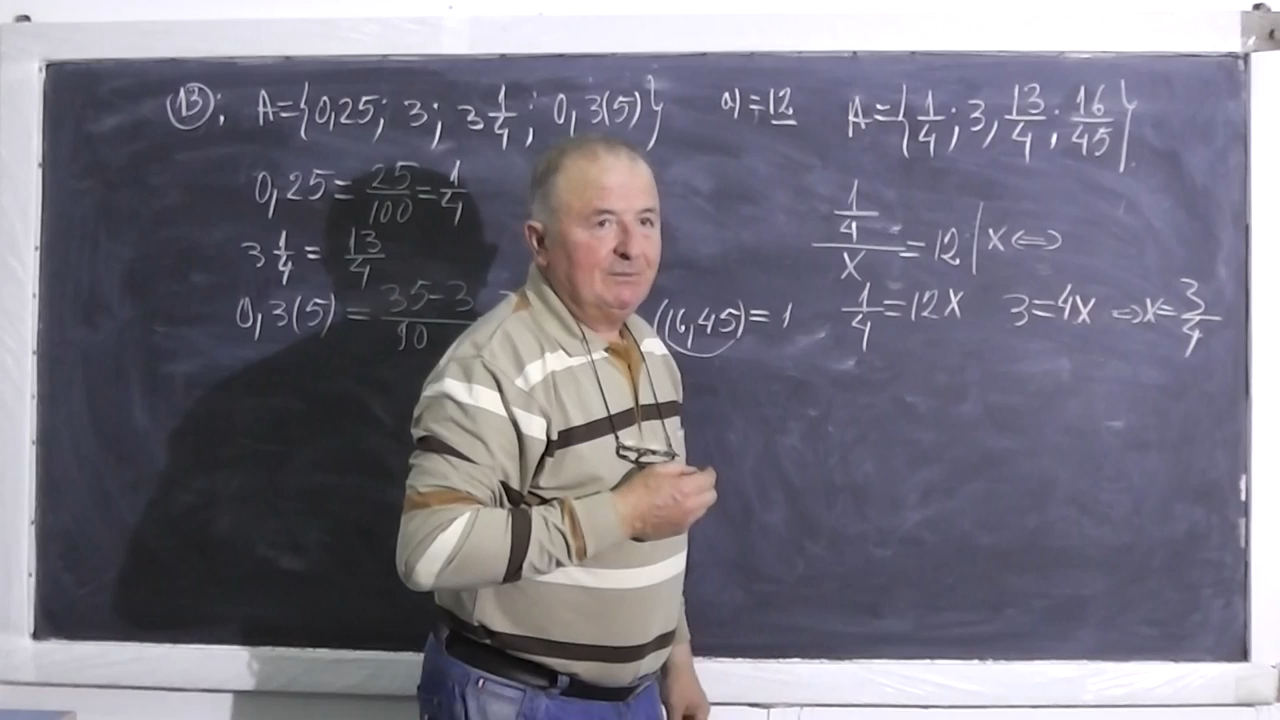 13: A={0,25; 3; 3 1/4; 0,3(5)} a) :12 A={1/4; 3, 13/4; 16/45}
0,25=25/100=1/4
3 1/4 = 13/4
0,3(5) = 35-3/90
(16,45)=1
1/4/x=12|x⇔
1/4=12x 3=4x ⇔x=3/4